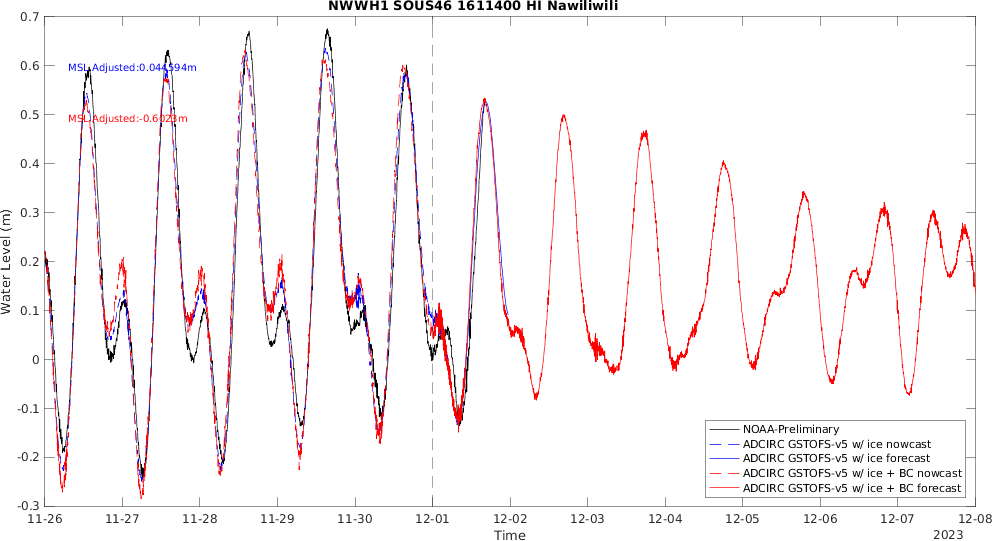 NWWH1 SOUS46 1611400 HI Nawiliwili
0.7
0.6
0.5
0.4
0.3
0.2
0.1
0
-0.1
-0.2
-0.3
Water Level (m)
MSL Adjusted:0.044594m
MSL Adjusted:-0.6023m
NOAA-Preliminary
ADCIRC GSTOFS-v5 w/ ice nowcast
ADCIRC GSTOFS-v5 w/ ice forecast
ADCIRC GSTOFS-v5 w/ ice + BC nowcast
ADCIRC GSTOFS-v5 w/ ice + BC forecast
11-26 11-27 11-28 11-29 11-30 12-01 12-02 12-03 12-04 12-05 12-06 12-07 12-08
Time
2023